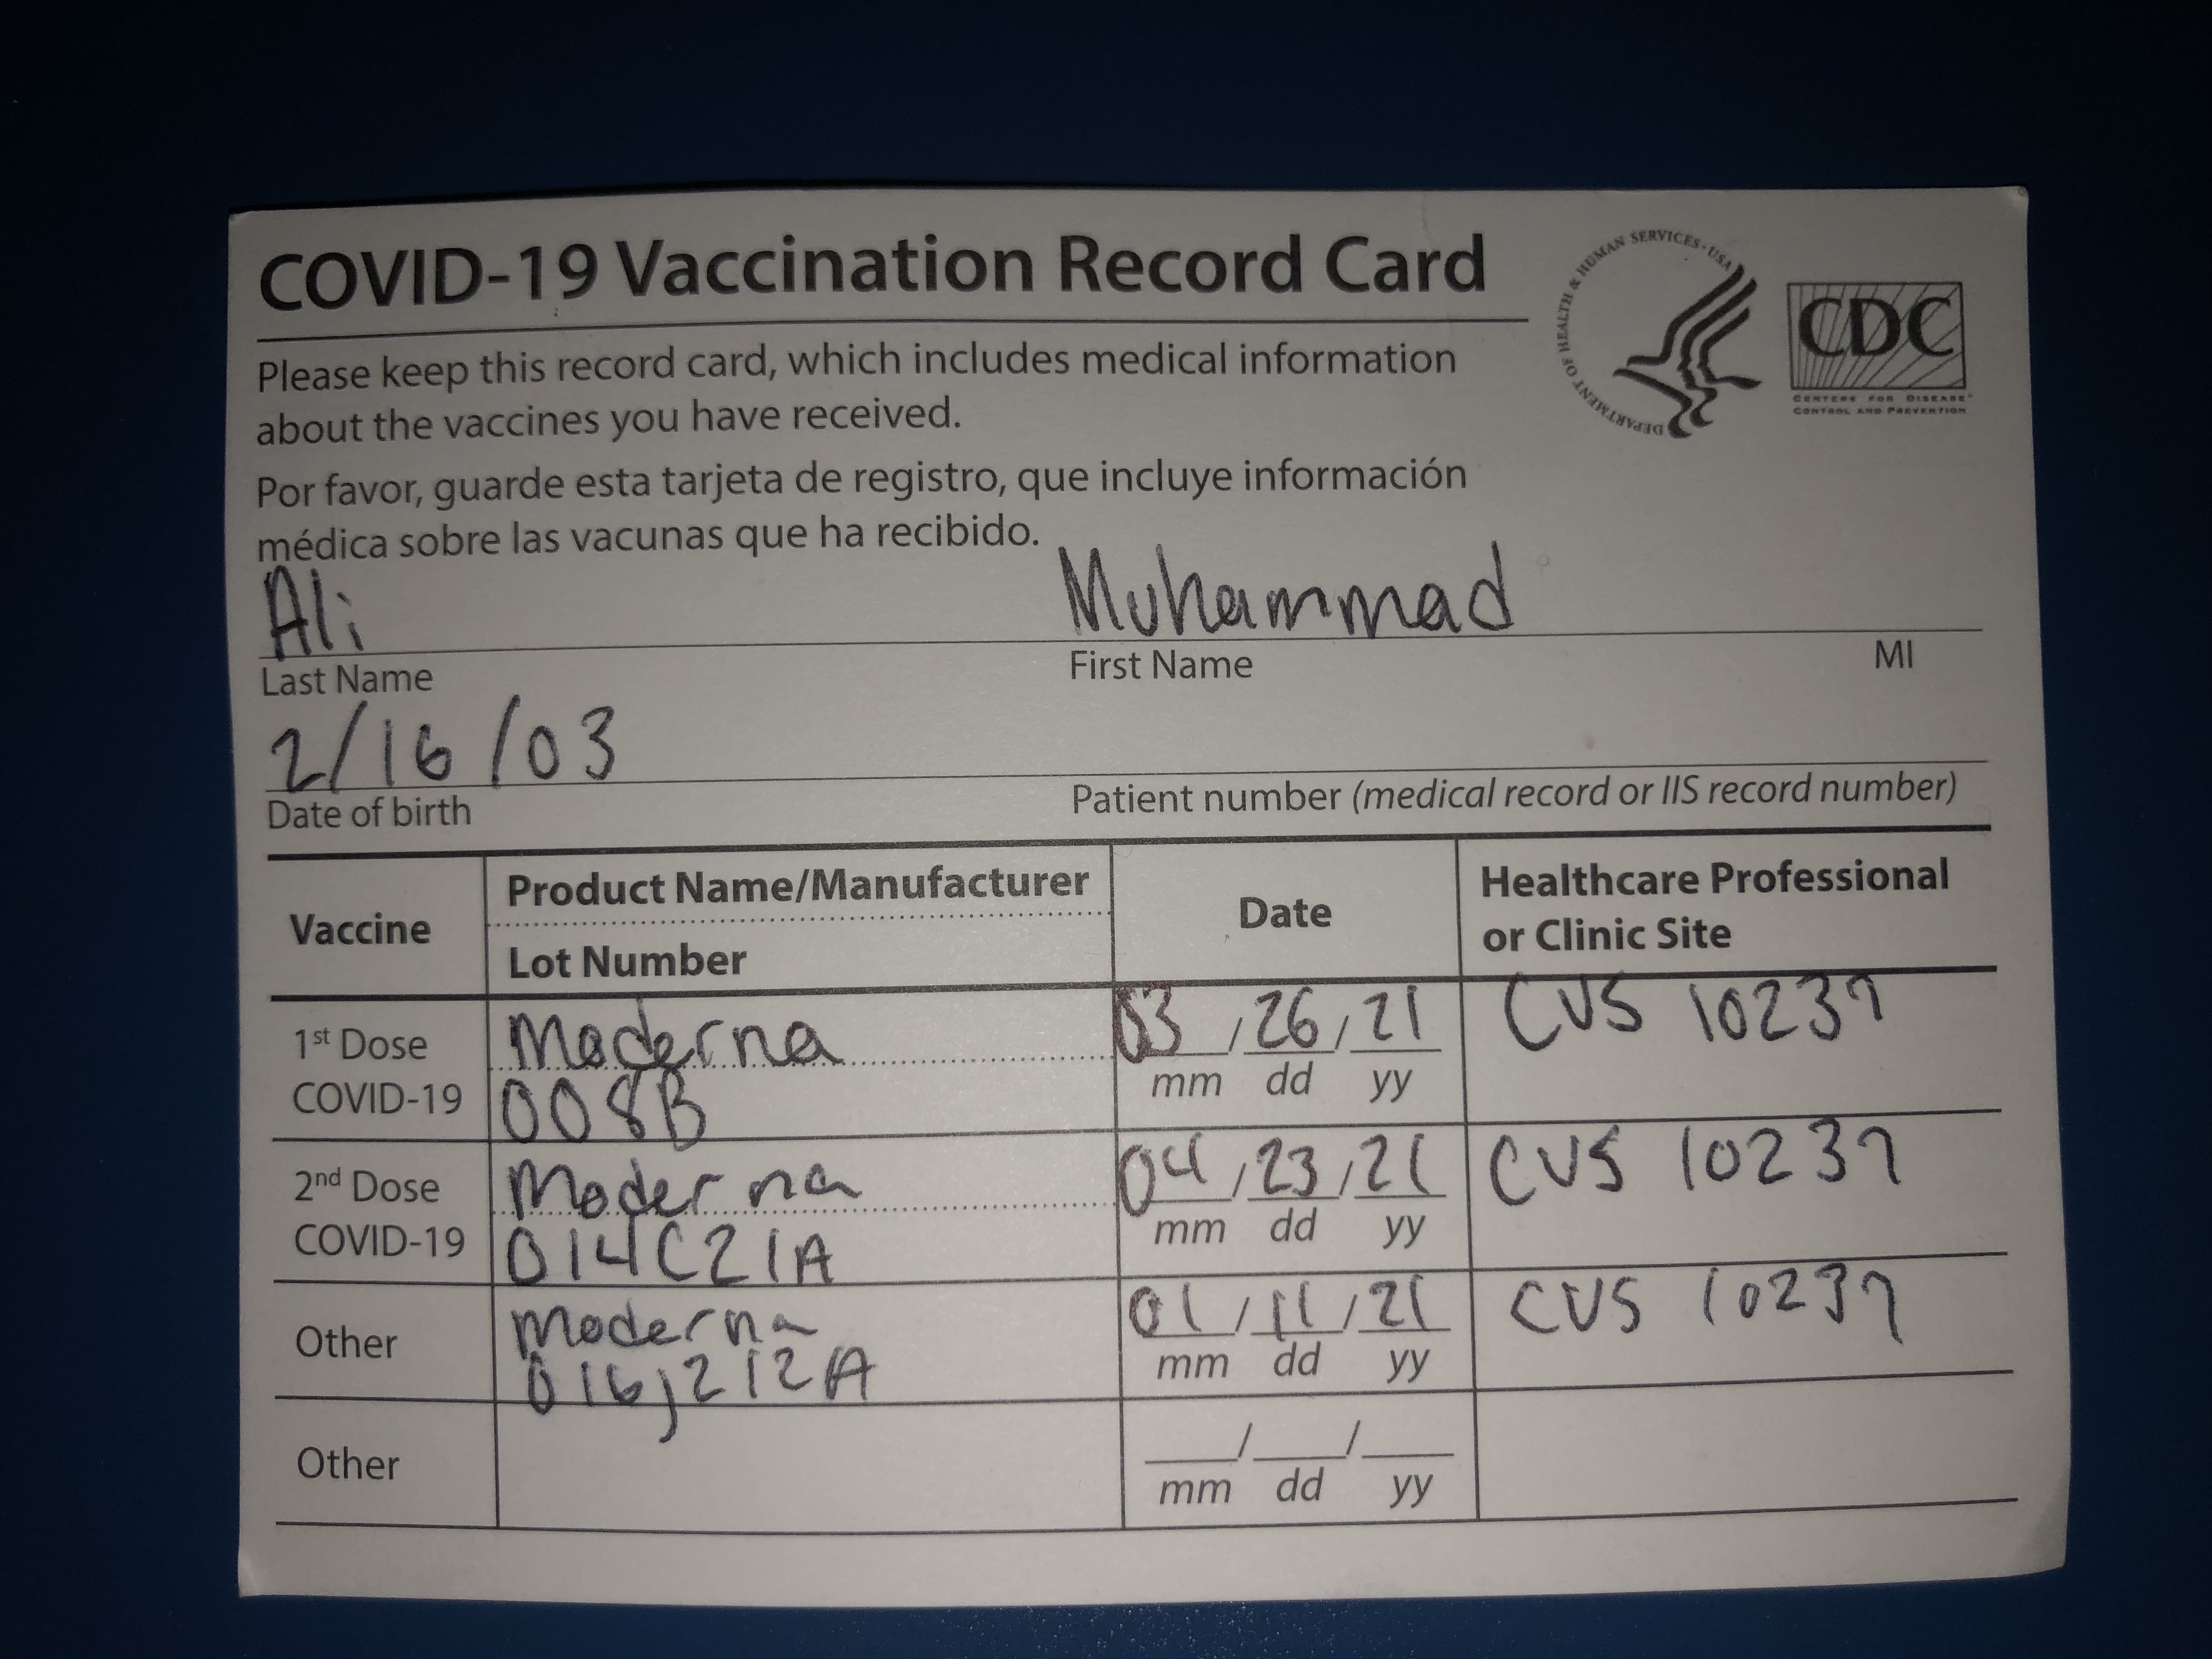 COVID-19 Vaccination Record Card
DEPARTMENT OF HEALTH & HUMAN SERVICES · USA
CDC
CENTERS FOR DISEASE
CONTROL AND PREVENTION
Please keep this record card, which includes medical information
about the vaccines you have received.
Por favor, guarde esta tarjeta de registro, que incluye información
médica sobre las vacunas que ha recibido.
Ali Muhammad
Last Name First Name MI
2/16/03
Date of birth Patient number (medical record or IIS record number)
Vaccine Product Name/Manufacturer Date Healthcare Professional
Lot Number or Clinic Site
1st Dose moderna 03/26/21 CVS 10237
COVID-19 008B mm dd yy
2nd Dose moderna 04/23/21 CVS 10237
COVID-19 014C21A mm dd yy
Other moderna 01/11/21 CVS 10237
016J212A mm dd yy
Other __/__/__
mm dd yy